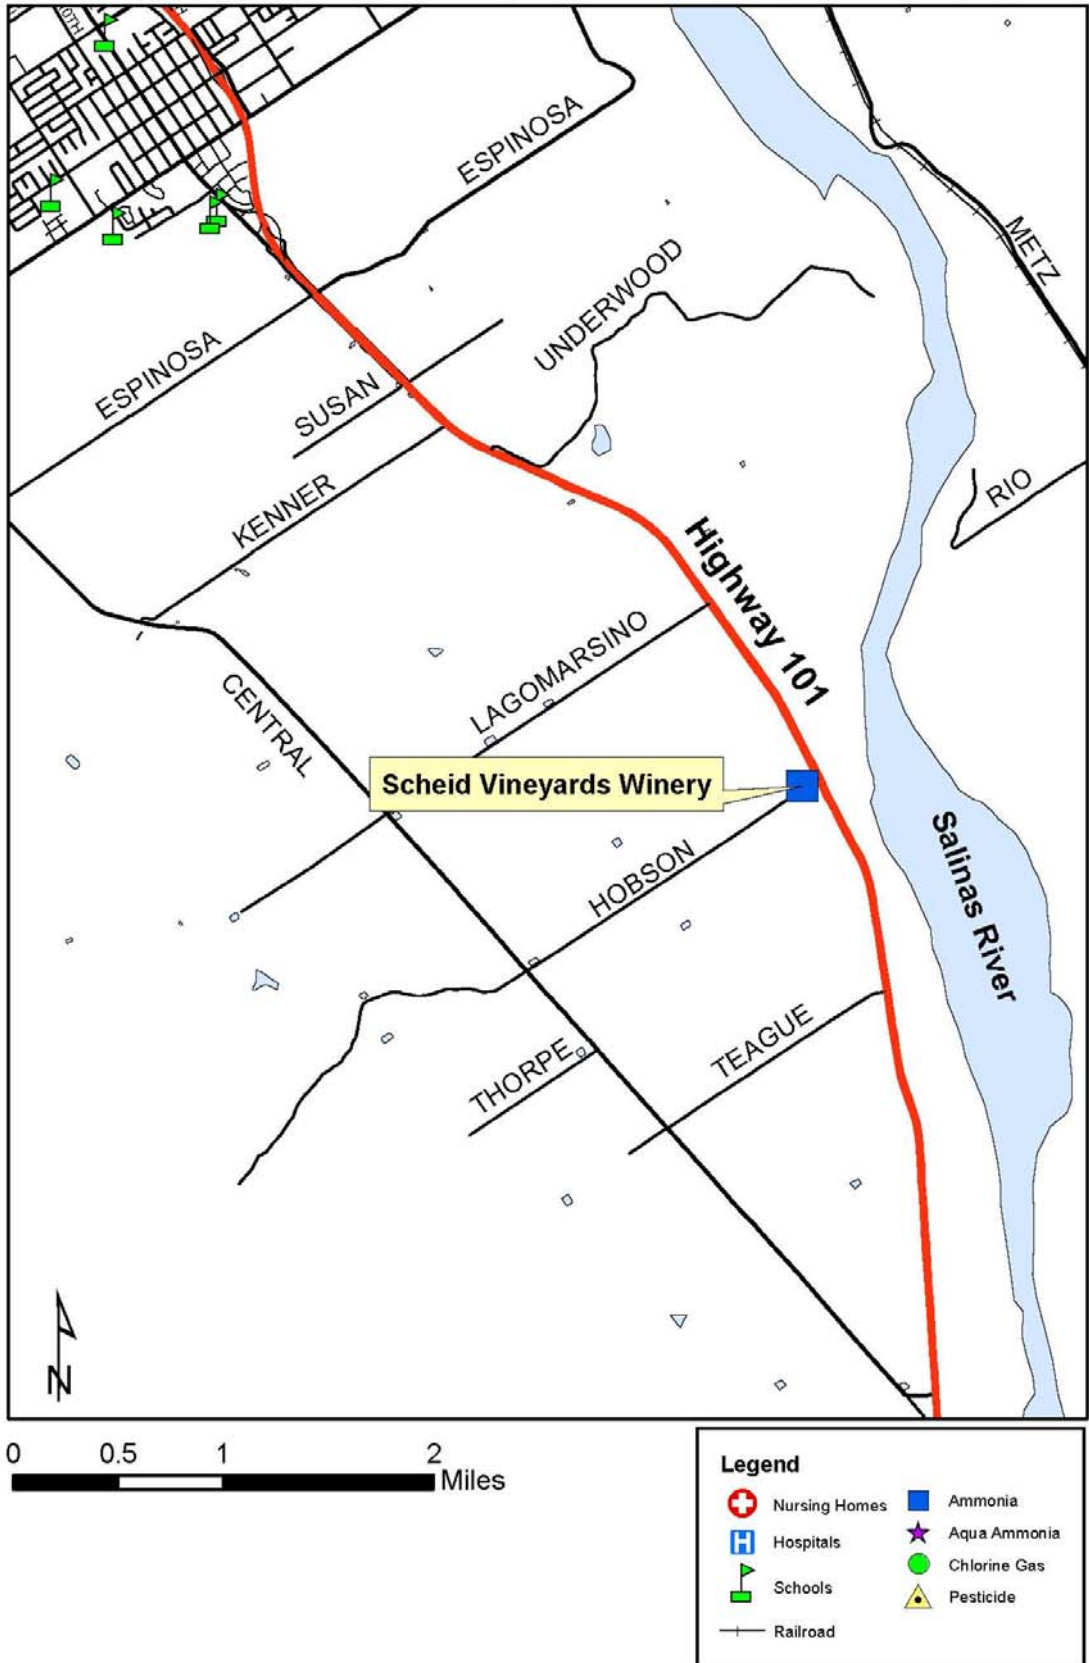 10TH
H
ESPINOSA
METZ
UNDERWOOD
ESPINOSA
SUSAN
KENNER
RIO
Highway 101
LAGOMARSINO
CENTRAL
Scheid Vineyards Winery
HOBSON
Salinas River
TEAGUE
THORPE
N
0 0.5 1 2
Miles
Legend
Nursing Homes
H Hospitals
Schools
Railroad
Ammonia
Aqua Ammonia
Chlorine Gas
Pesticide